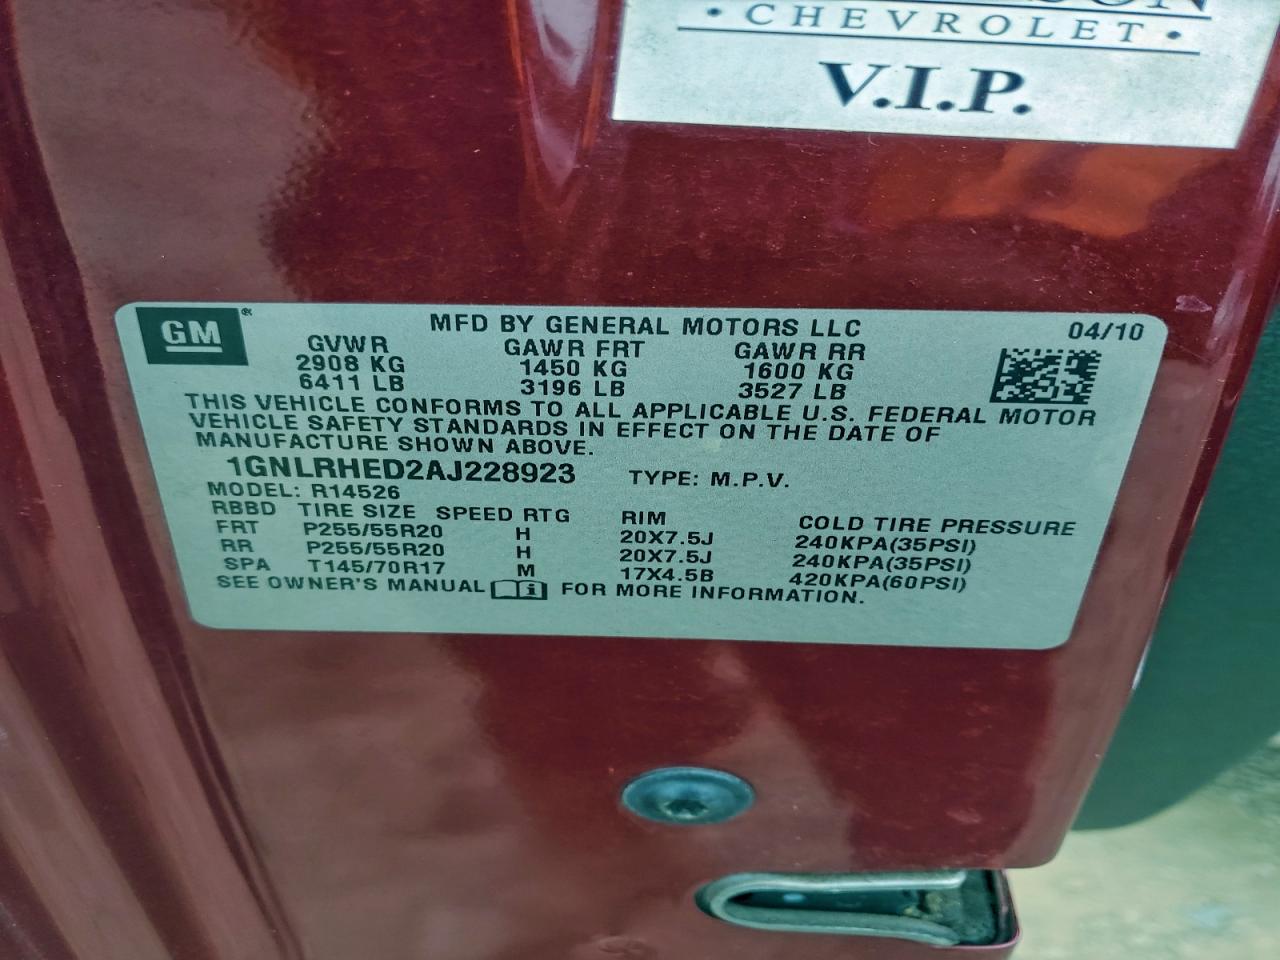 • CHEVROLET •
V.I.P.
GM
MFD BY GENERAL MOTORS LLC 04/10
GVWR GAWR FRT GAWR RR
2908 KG 1450 KG 1600 KG
6411 LB 3196 LB 3527 LB
THIS VEHICLE CONFORMS TO ALL APPLICABLE U.S. FEDERAL MOTOR
VEHICLE SAFETY STANDARDS IN EFFECT ON THE DATE OF
MANUFACTURE SHOWN ABOVE.
1GNLRHED2AJ228923 TYPE: M.P.V.
MODEL: R14526
RBBD TIRE SIZE SPEED RTG RIM COLD TIRE PRESSURE
FRT P255/55R20 H 20X7.5J 240KPA(35PSI)
RR P255/55R20 H 20X7.5J 240KPA(35PSI)
SPA T145/70R17 M 17X4.5B 420KPA(60PSI)
SEE OWNER'S MANUAL i FOR MORE INFORMATION.